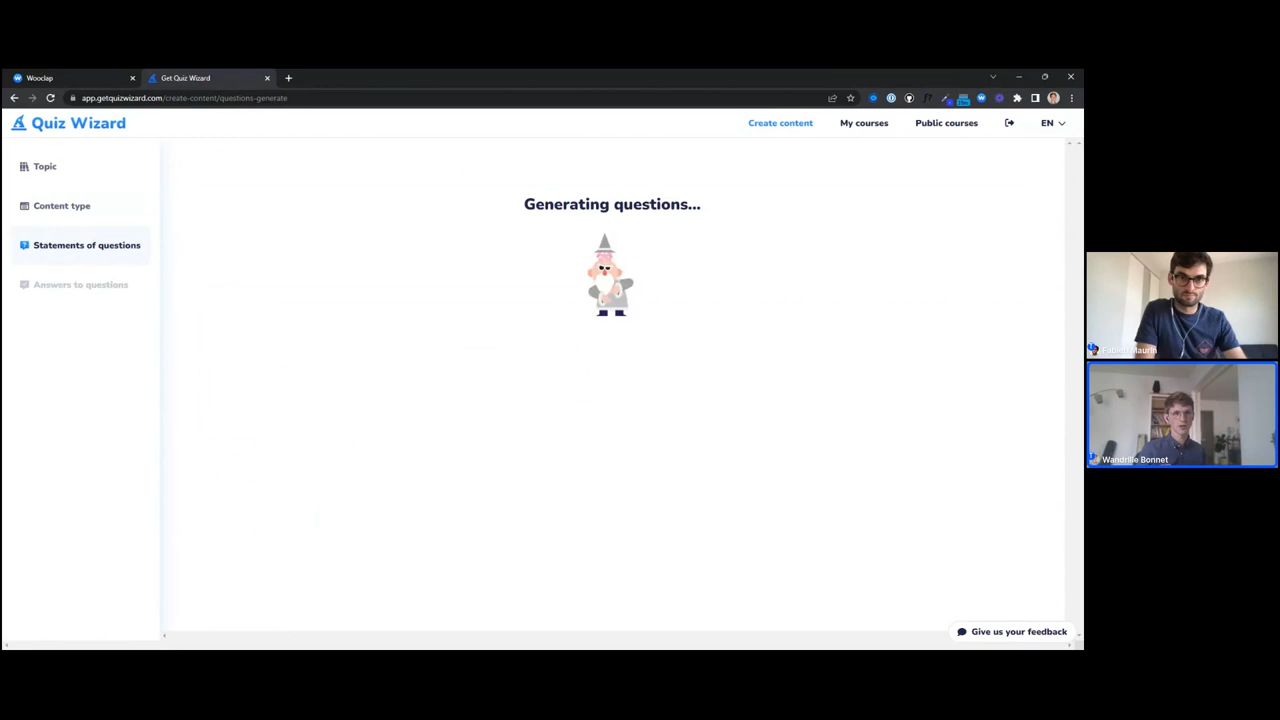 Wooclap
Get Quiz Wizard
app.getquizwizard.com/create-content/questions-generate
Quiz Wizard
Create content
My courses
Public courses
EN
Topic
Content type
Statements of questions
Answers to questions
Generating questions...
Give us your feedback
Maurin
Wandrille Bonnet